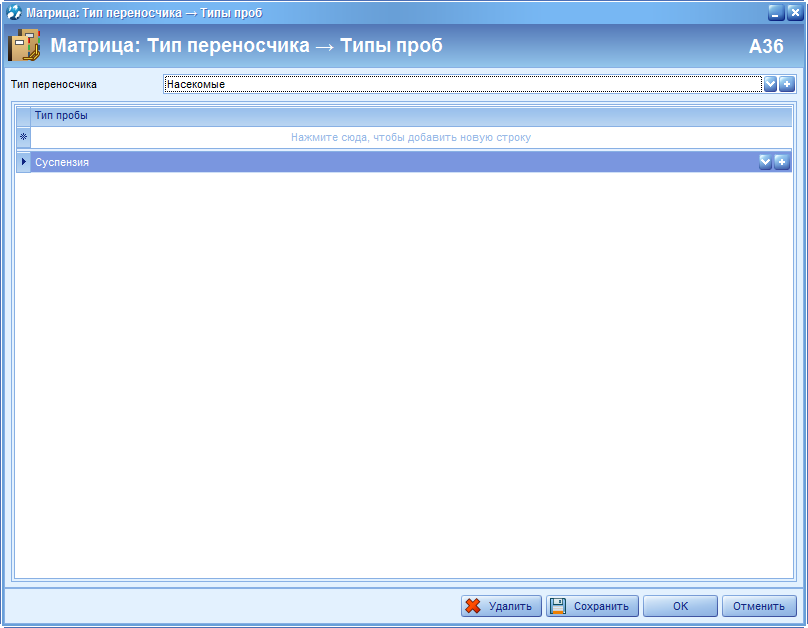 Матрица: Тип переносчика → Типы проб
Матрица: Тип переносчика → Типы проб
A36
Тип переносчика
Насекомые
Тип пробы
Нажмите сюда, чтобы добавить новую строку
Суспензия
Удалить
Сохранить
OK
Отменить